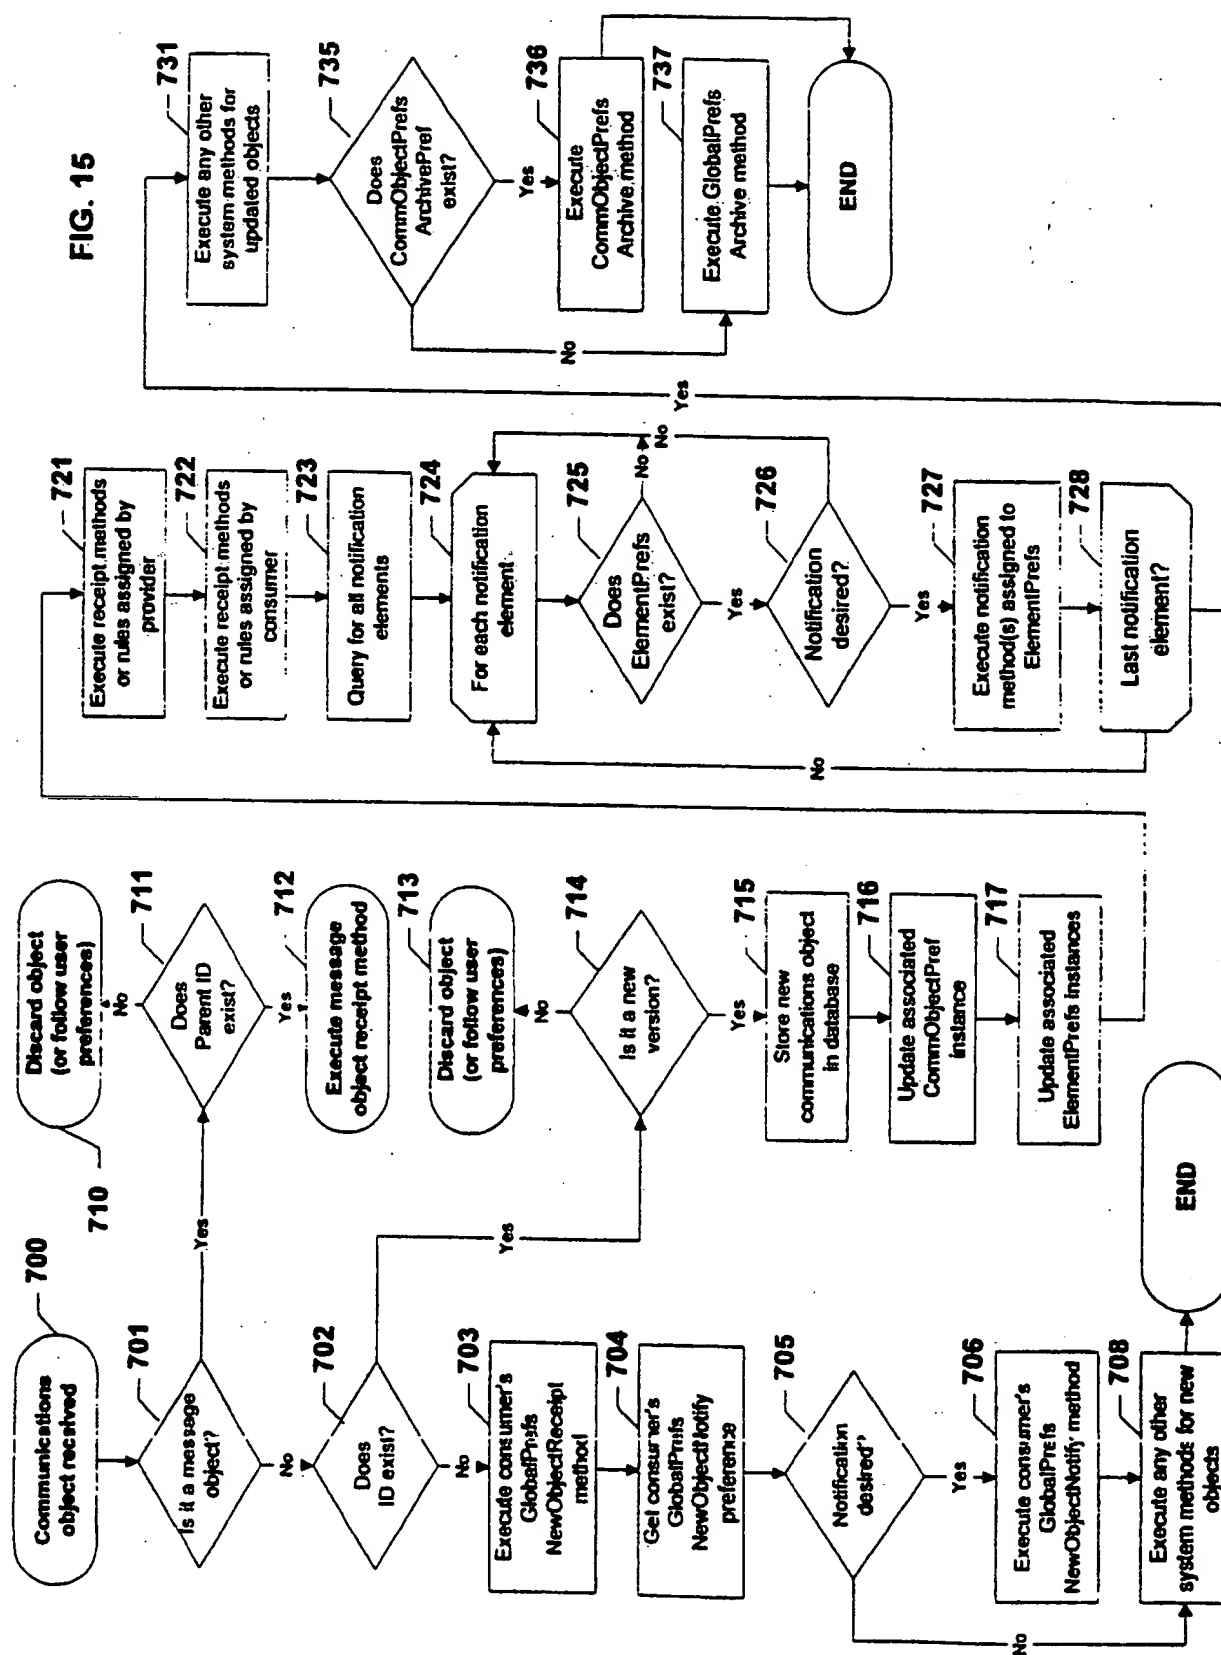 FIG. 15
700
Communications
object received
701
Is it a message
object?
Yes
No
702
Does
ID exist?
Yes
No
703
Execute consumer's
GlobalPrefs
NewObjectReceipt
method
704
Get consumer's
GlobalPrefs
NewObjectNotify
preference
705
Notification
desired?
Yes
No
706
Execute consumer's
GlobalPrefs
NewObjectNotify method
708
Execute any other
system methods for new
objects
END
710
Discard object
(or follow user
preferences)
No
711
Does
Parent ID
exist?
Yes
712
Execute message
object receipt method
713
Discard object
(or follow user
preferences)
No
714
Is it a new
version?
Yes
715
Store new
communications object
in database
716
Update associated
CommObjectPref
instance
717
Update associated
ElementPrefs instances
721
Execute receipt methods
or rules assigned by
provider
722
Execute receipt methods
or rules assigned by
consumer
723
Query for all notification
elements
724
For each notification
element
725
Does
ElementPrefs
exist?
No
Yes
726
Notification
desired?
No
Yes
727
Execute notification
method(s) assigned to
ElementPrefs
728
Last notification
element?
No
Yes
731
Execute any other
system methods for
updated objects
735
Does
CommObjectPrefs
ArchivePref
exist?
Yes
No
736
Execute
CommObjectPrefs
Archive method
737
Execute GlobalPrefs
Archive method
END